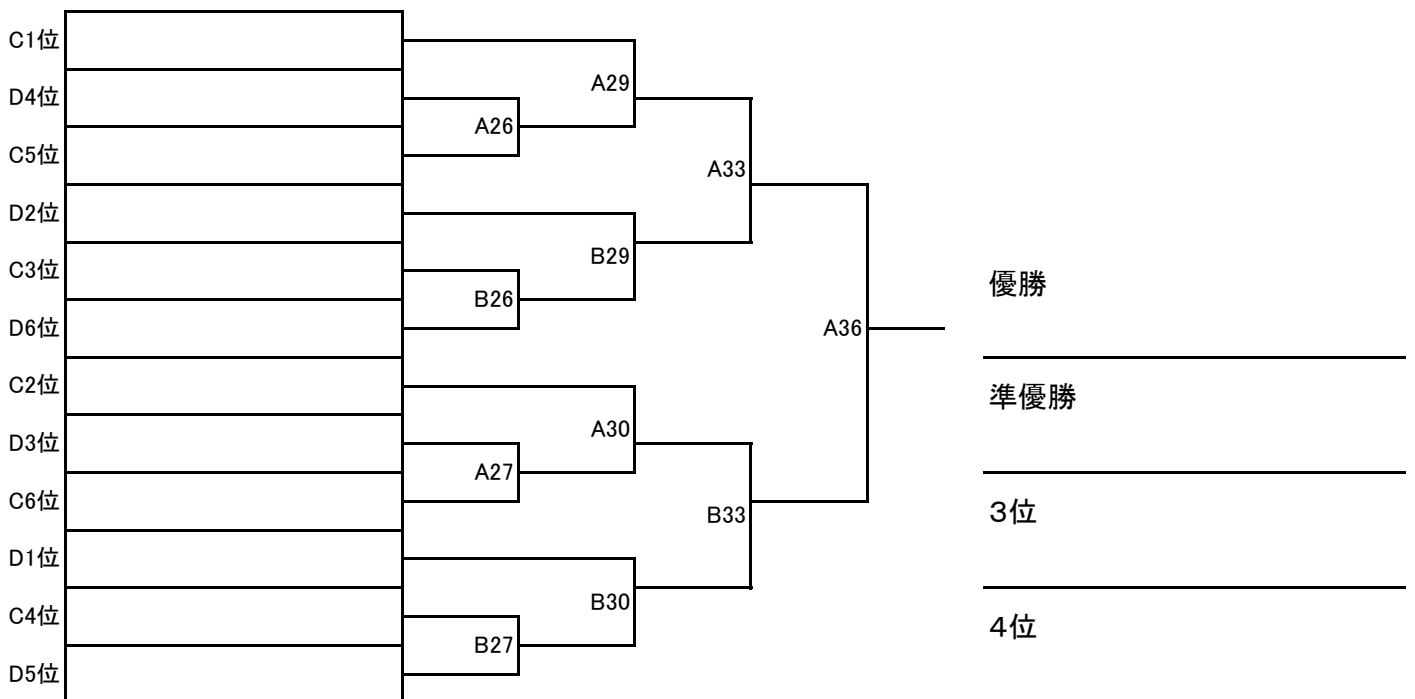 C1位
D4位
C5位
D2位
C3位
D6位
C2位
D3位
C6位
D1位
C4位
D5位
A26
B26
A27
B27
A29
B29
A30
B30
A33
B33
A36
優勝
準優勝
3位
4位